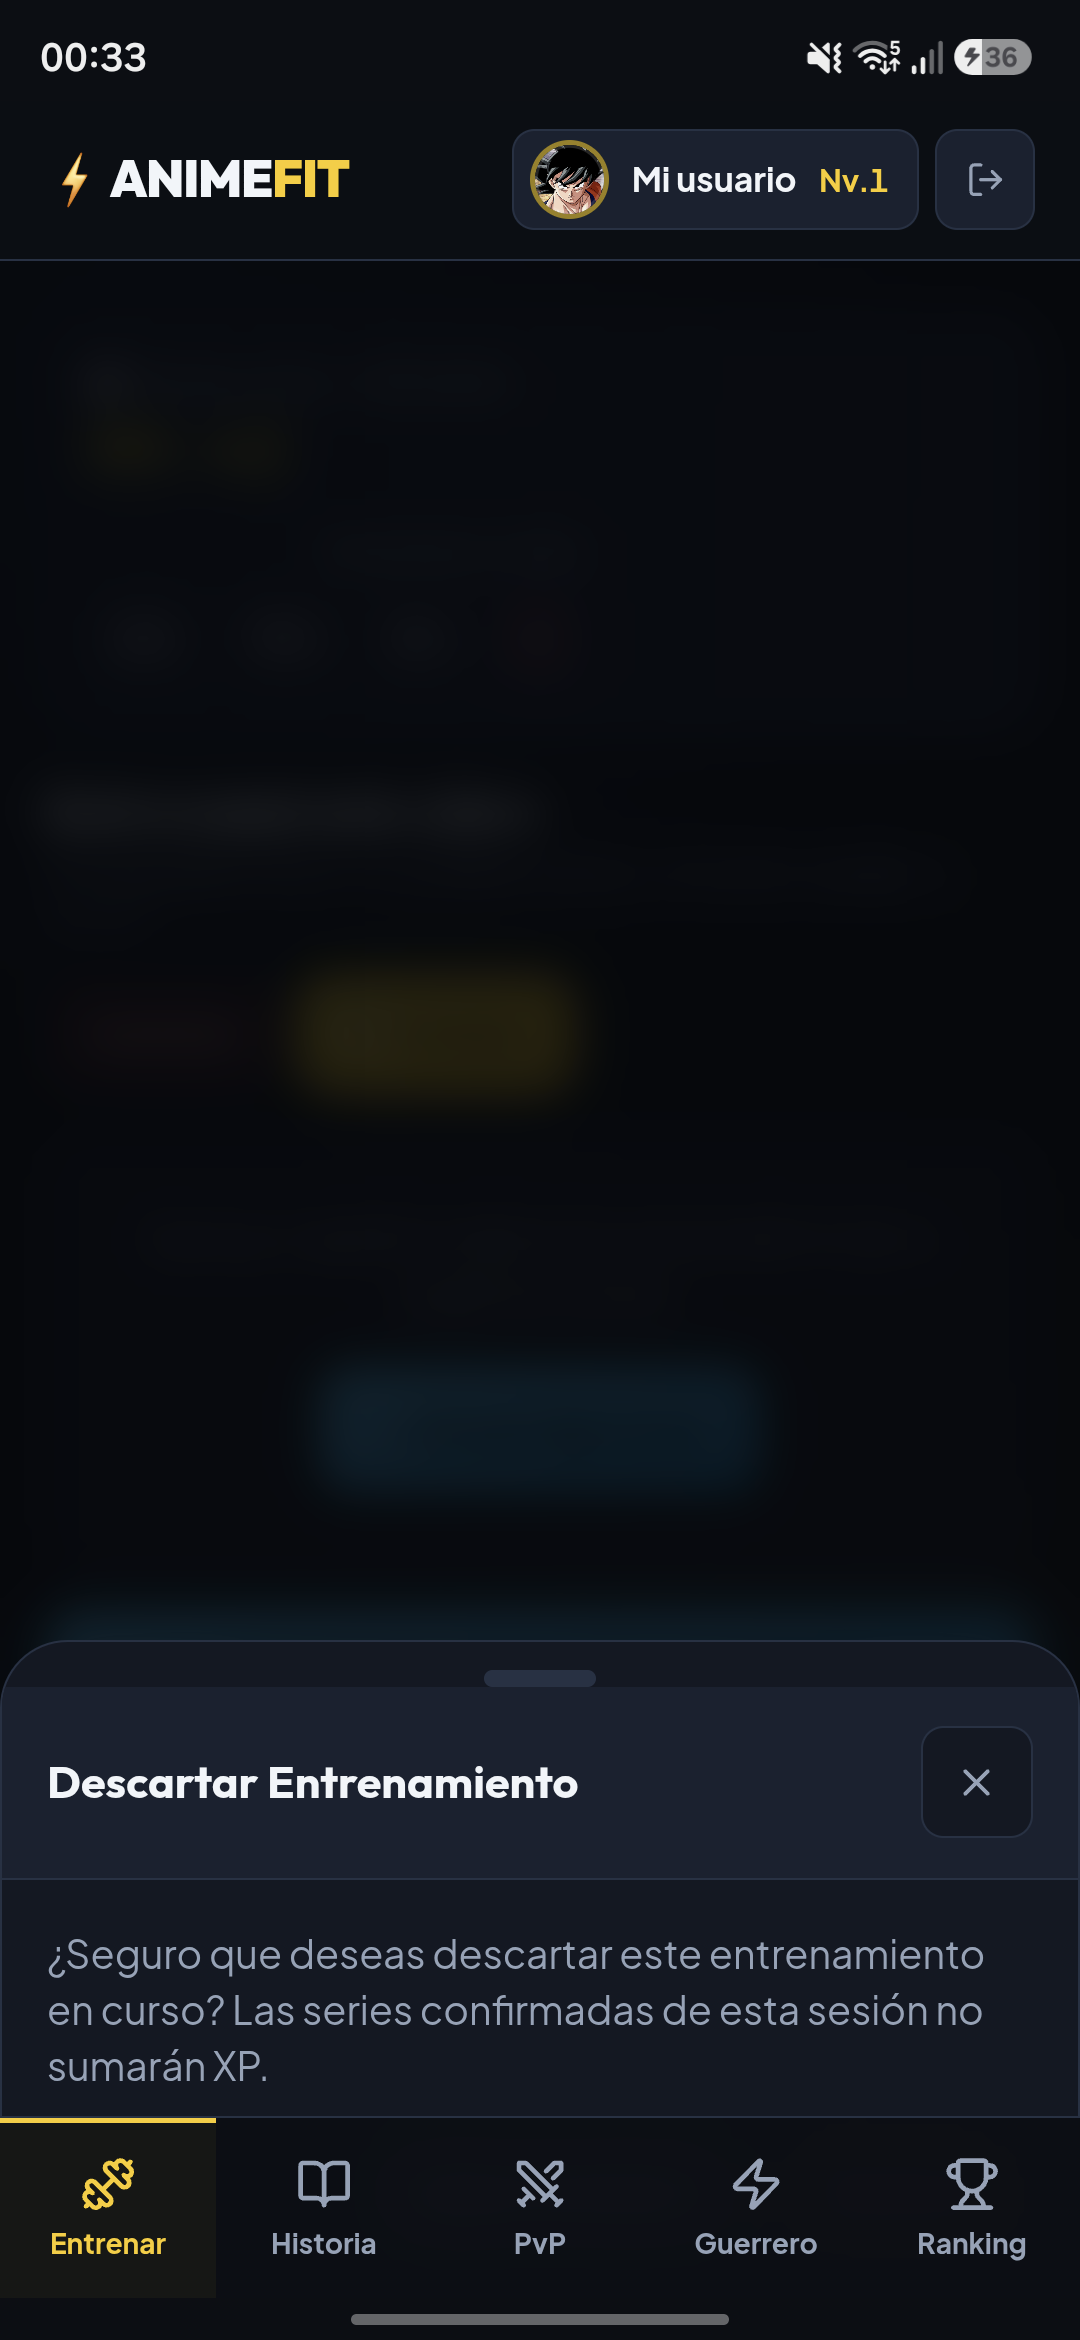 00:33
5
36
ANIMEFIT
Mi usuario Nv.1
Descartar Entrenamiento
¿Seguro que deseas descartar este entrenamiento
en curso? Las series confirmadas de esta sesión no
sumarán XP.
Entrenar Historia PvP Guerrero Ranking